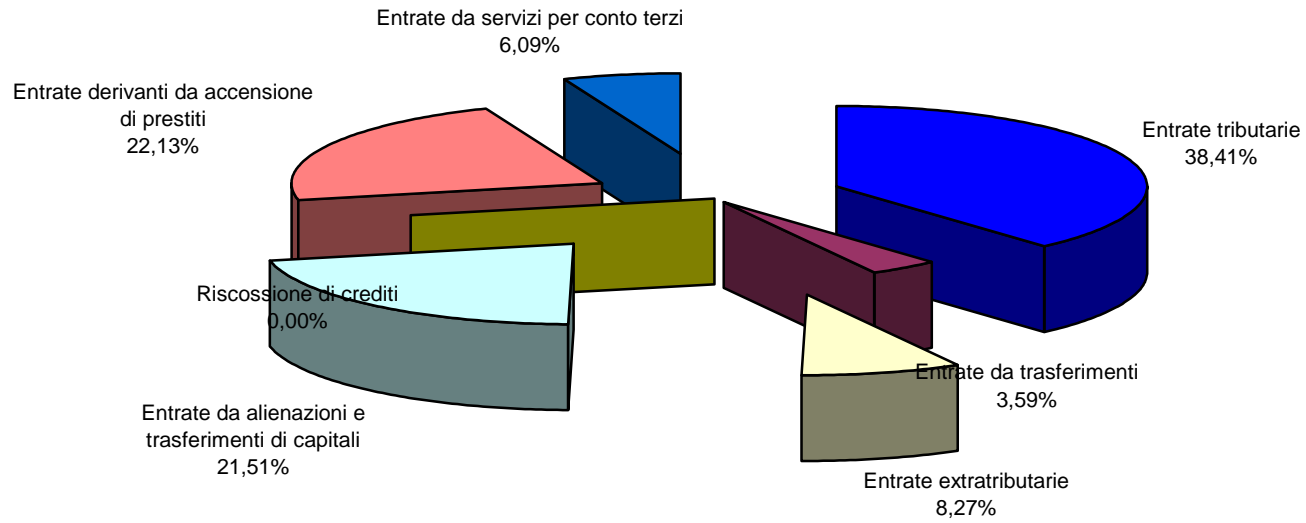 Entrate da servizi per conto terzi
6,09%
Entrate derivanti da accensione
di prestiti
22,13%
Entrate tributarie
38,41%
Riscossione di crediti
0,00%
Entrate da trasferimenti
3,59%
Entrate da alienazioni e
trasferimenti di capitali
21,51%
Entrate extratributarie
8,27%